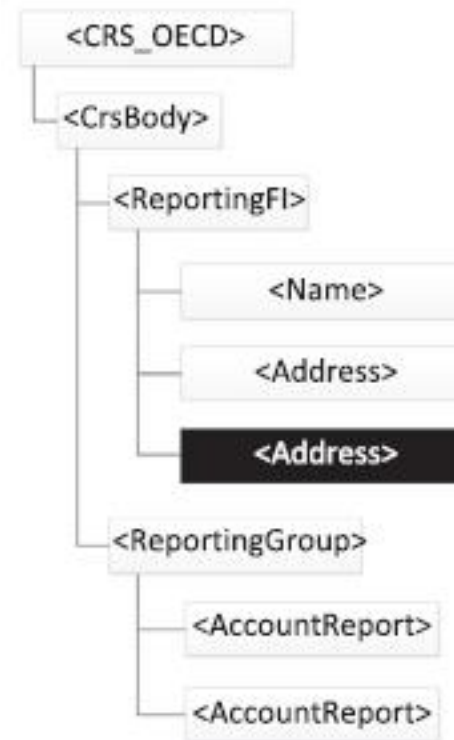 <CRS_OECD>
<CrsBody>
<ReportingFI>
<Name>
<Address>
<Address>
<ReportingGroup>
<AccountReport>
<AccountReport>